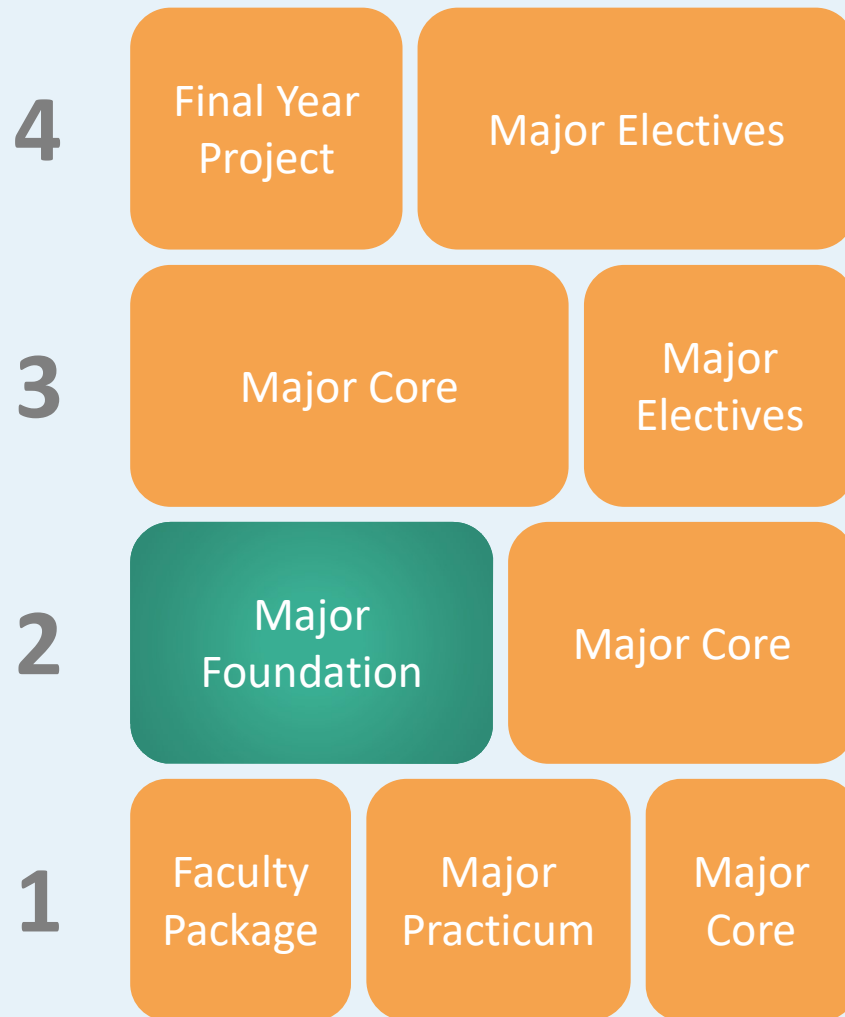 4
Final Year
Project
Major Electives
3
Major Core
Major
Electives
2
Major
Foundation
Major Core
1
Faculty
Package
Major
Practicum
Major
Core